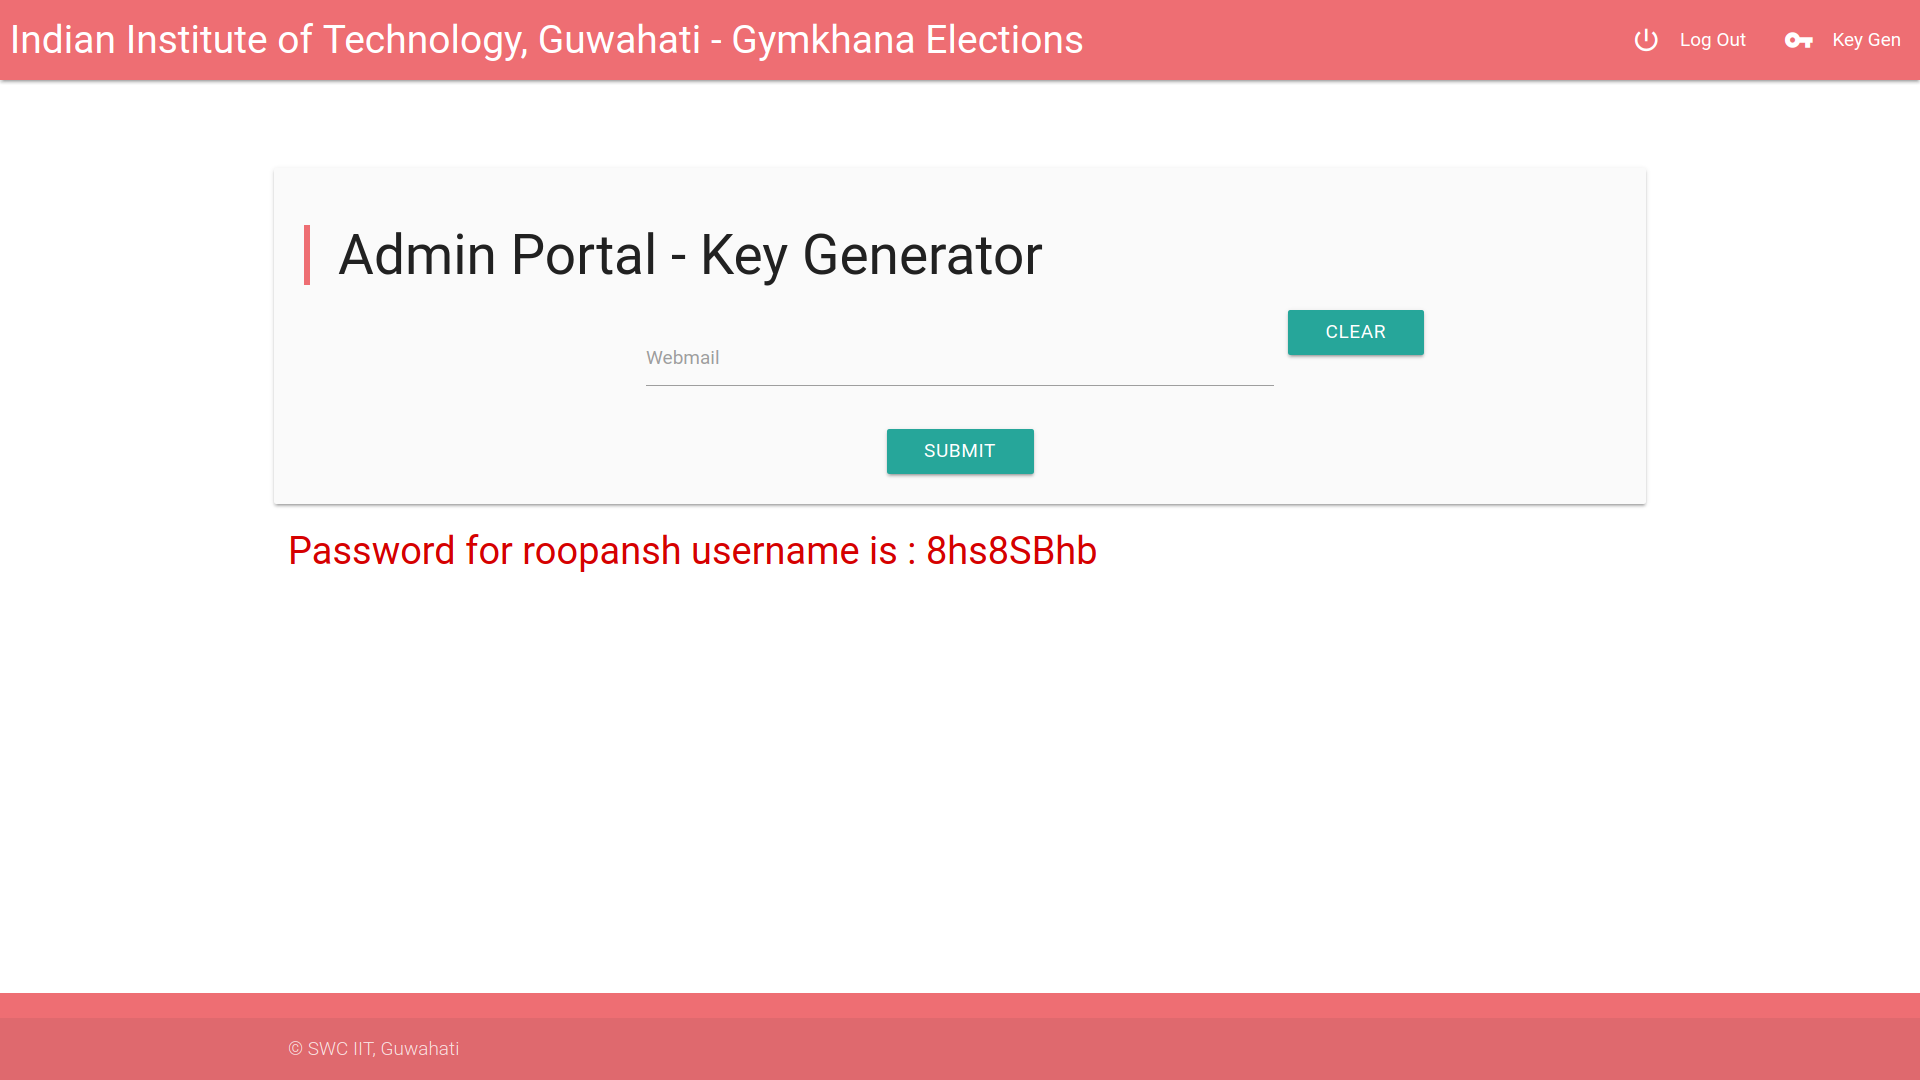 Indian Institute of Technology, Guwahati - Gymkhana Elections
Log Out
Key Gen
Admin Portal - Key Generator
CLEAR
Webmail
SUBMIT
Password for roopansh username is : 8hs8SBhb
© SWC IIT, Guwahati